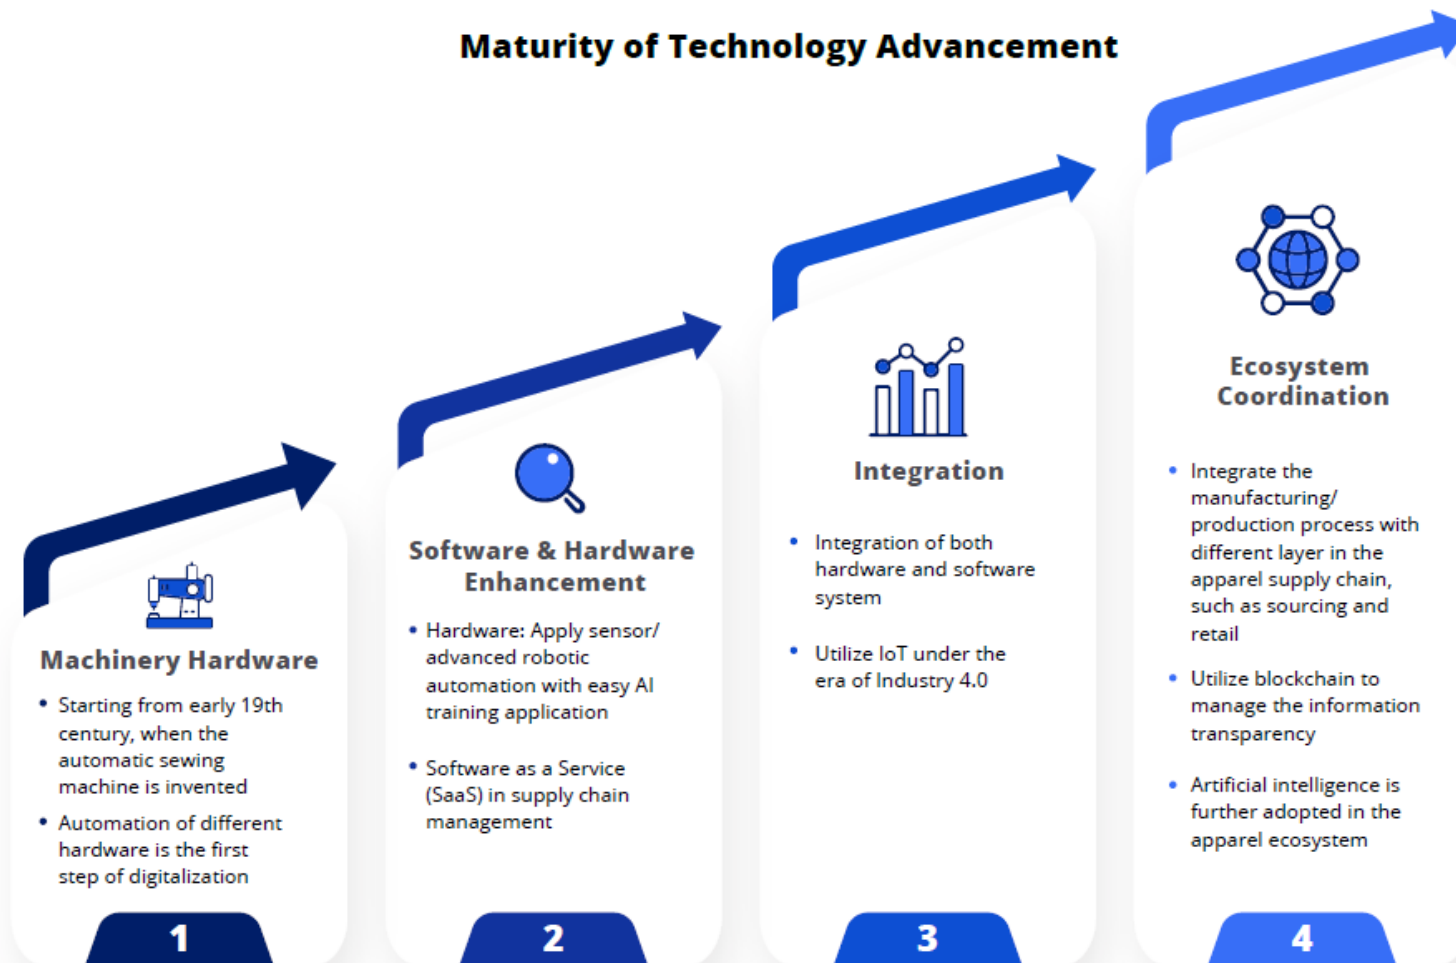 Maturity of Technology Advancement
Machinery Hardware
• Starting from early 19th
century, when the
automatic sewing
machine is invented
• Automation of different
hardware is the first
step of digitalization
1
Software & Hardware
Enhancement
• Hardware: Apply sensor/
advanced robotic
automation with easy AI
training application
• Software as a Service
(SaaS) in supply chain
management
2
Integration
• Integration of both
hardware and software
system
• Utilize IoT under the
era of Industry 4.0
3
Ecosystem
Coordination
• Integrate the
manufacturing/
production process with
different layer in the
apparel supply chain,
such as sourcing and
retail
• Utilize blockchain to
manage the information
transparency
• Artificial intelligence is
further adopted in the
apparel ecosystem
4